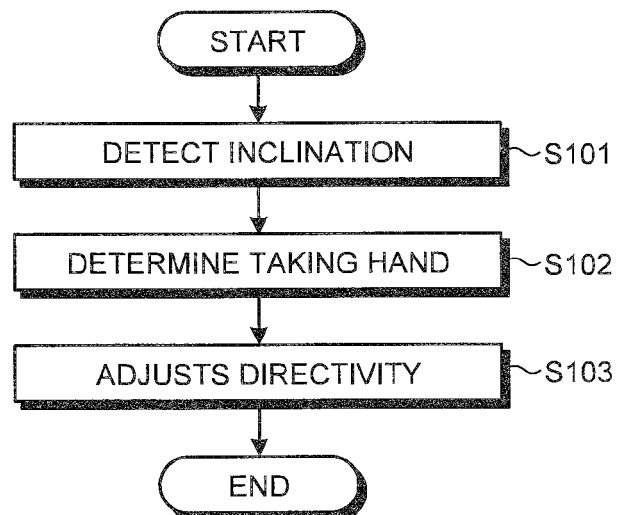 START
DETECT INCLINATION
S101
DETERMINE TAKING HAND
S102
ADJUSTS DIRECTIVITY
S103
END